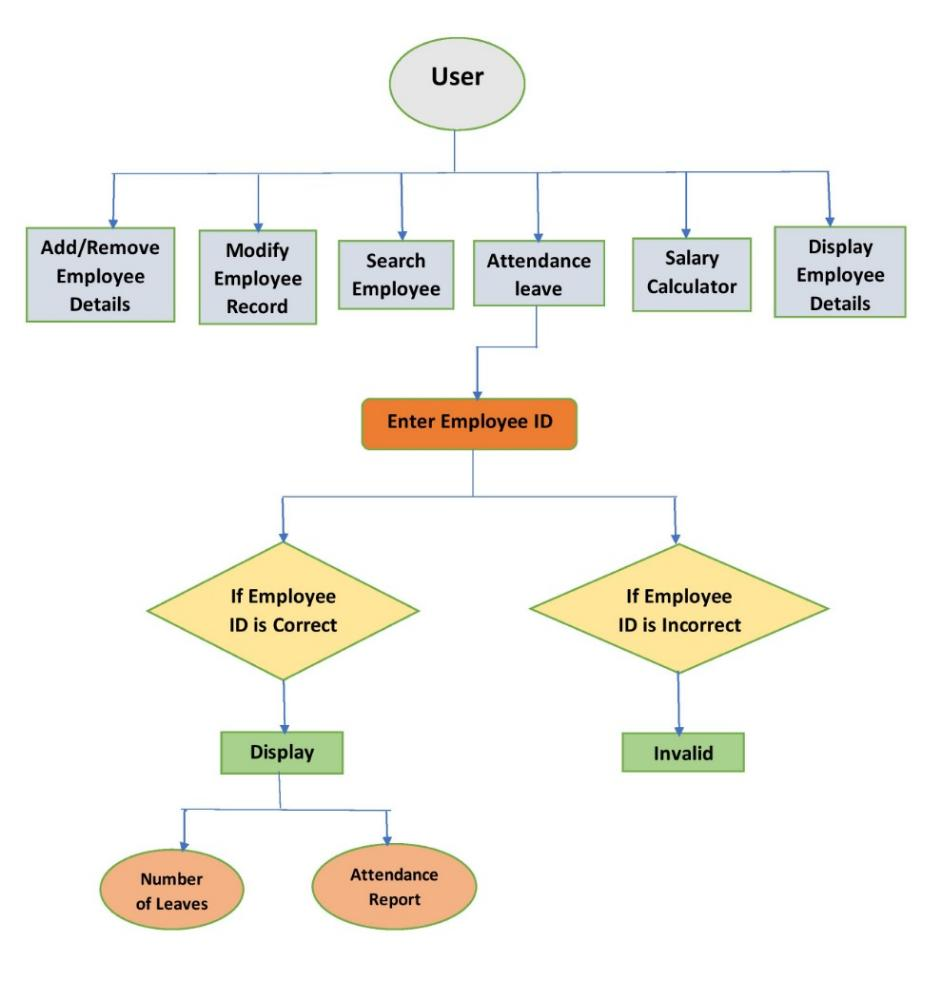 User
Add/Remove
Employee
Details
Modify
Employee
Record
Search
Employee
Attendance
leave
Salary
Calculator
Display
Employee
Details
Enter Employee ID
If Employee
ID is Correct
If Employee
ID is Incorrect
Display
Invalid
Number
of Leaves
Attendance
Report